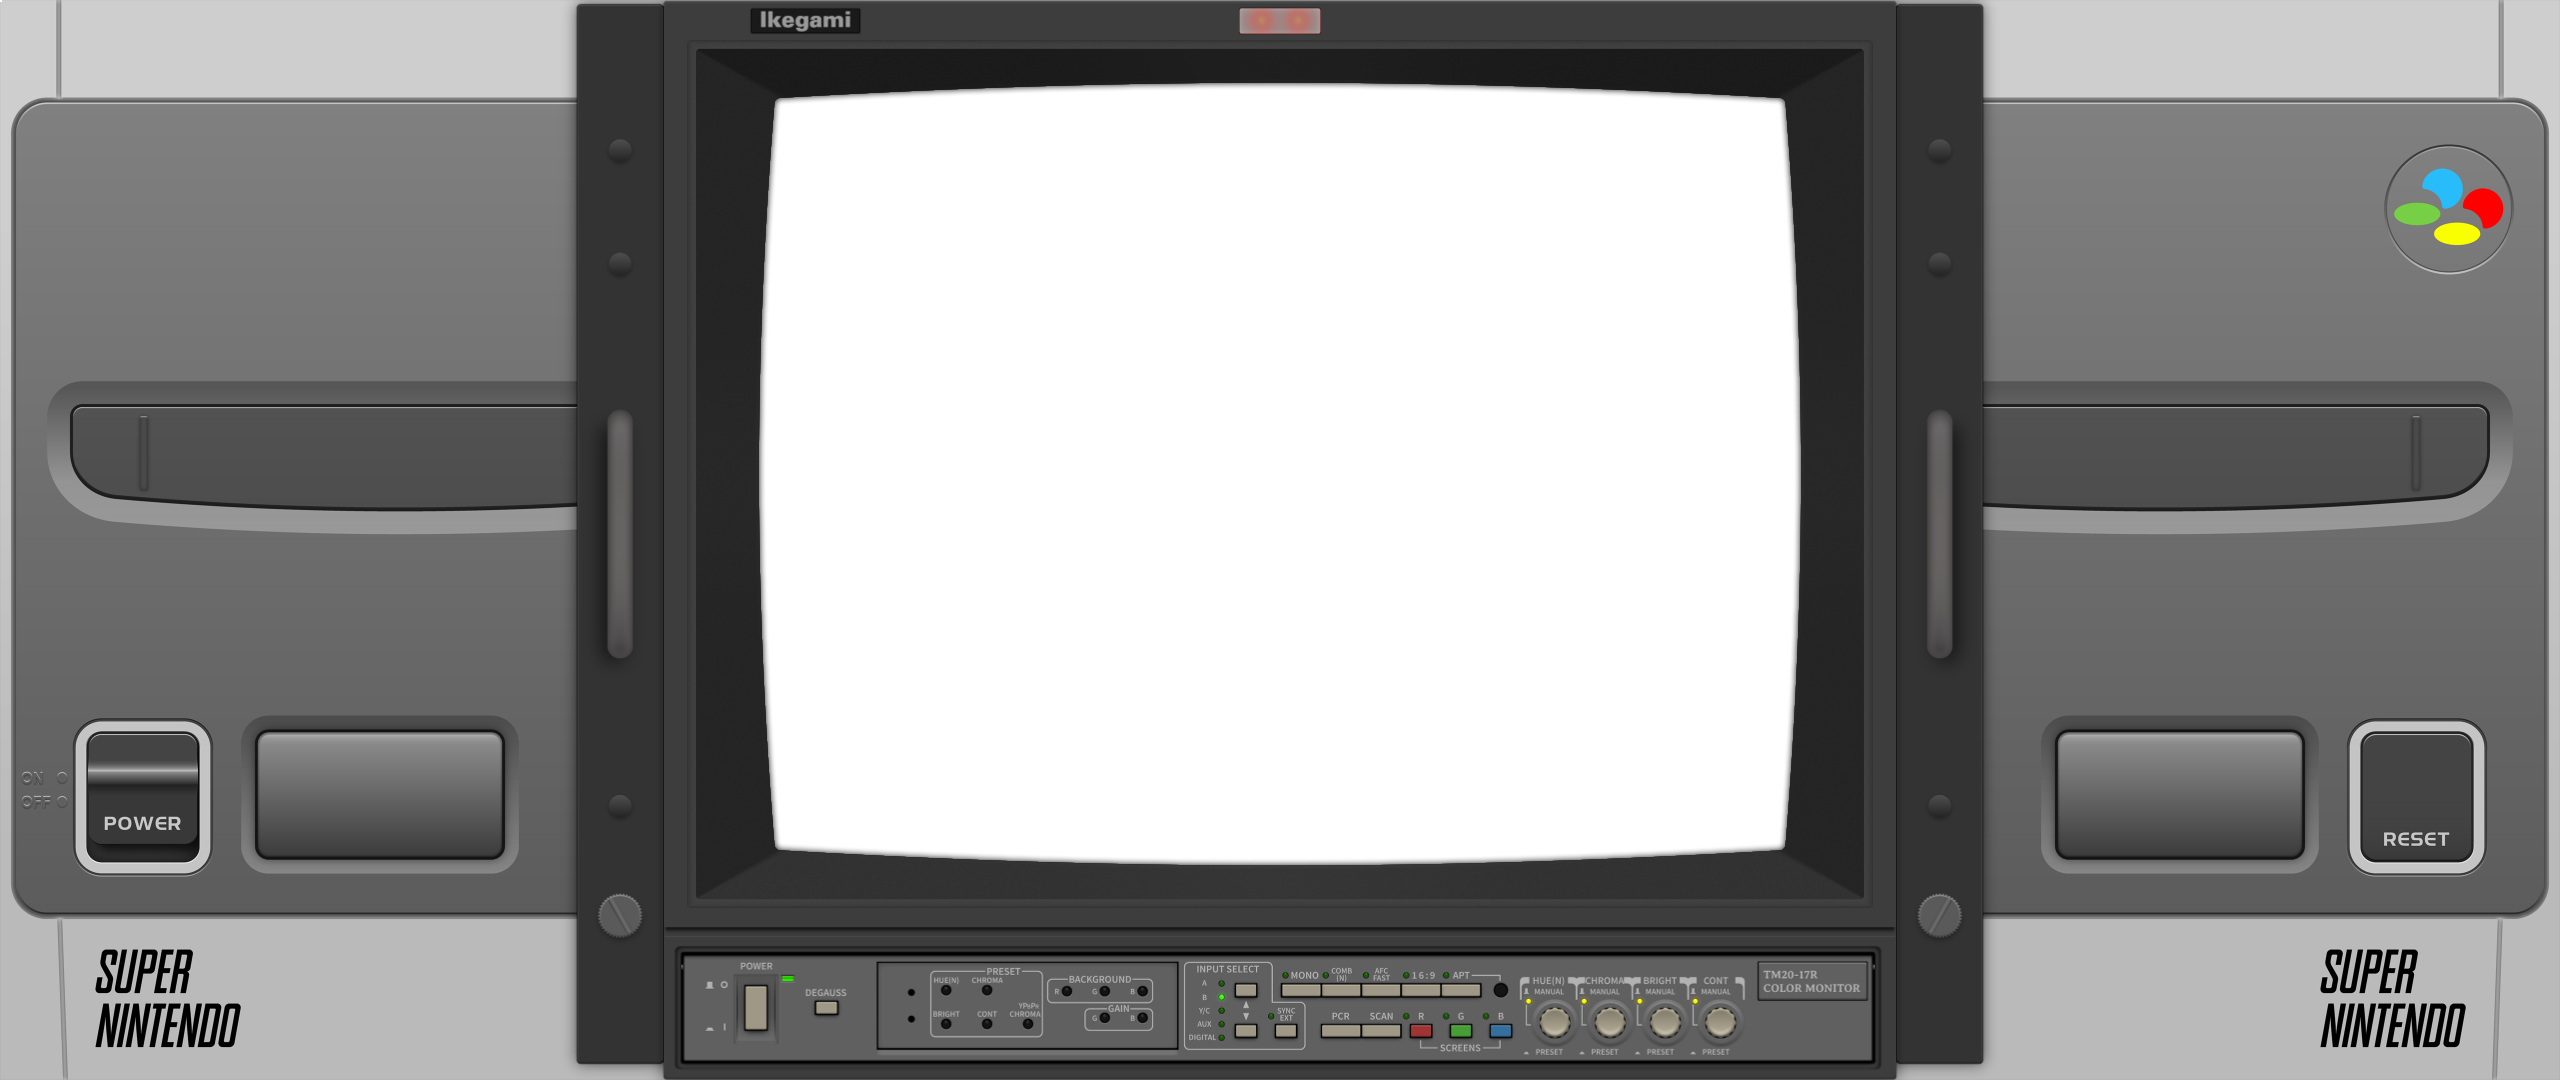 Ikegami
ON
OFF
POWER
RESET
SUPER
NINTENDO
SUPER
NINTENDO
POWER
DEGAUSS
PRESET
HUE(N)
CHROMA
BRIGHT
CONT
YPbPr
CHROMA
BACKGROUND
R
G
B
GAIN
G
B
INPUT SELECT
A
B
Y/C
AUX
DIGITAL
SYNC
EXT
MONO
COMB
(N)
AFC
FAST
16:9
APT
PCR
SCAN
R
G
B
SCREENS
HUE(N)
MANUAL
PRESET
CHROMA
MANUAL
PRESET
BRIGHT
MANUAL
PRESET
CONT
MANUAL
PRESET
TM20-17R
COLOR MONITOR